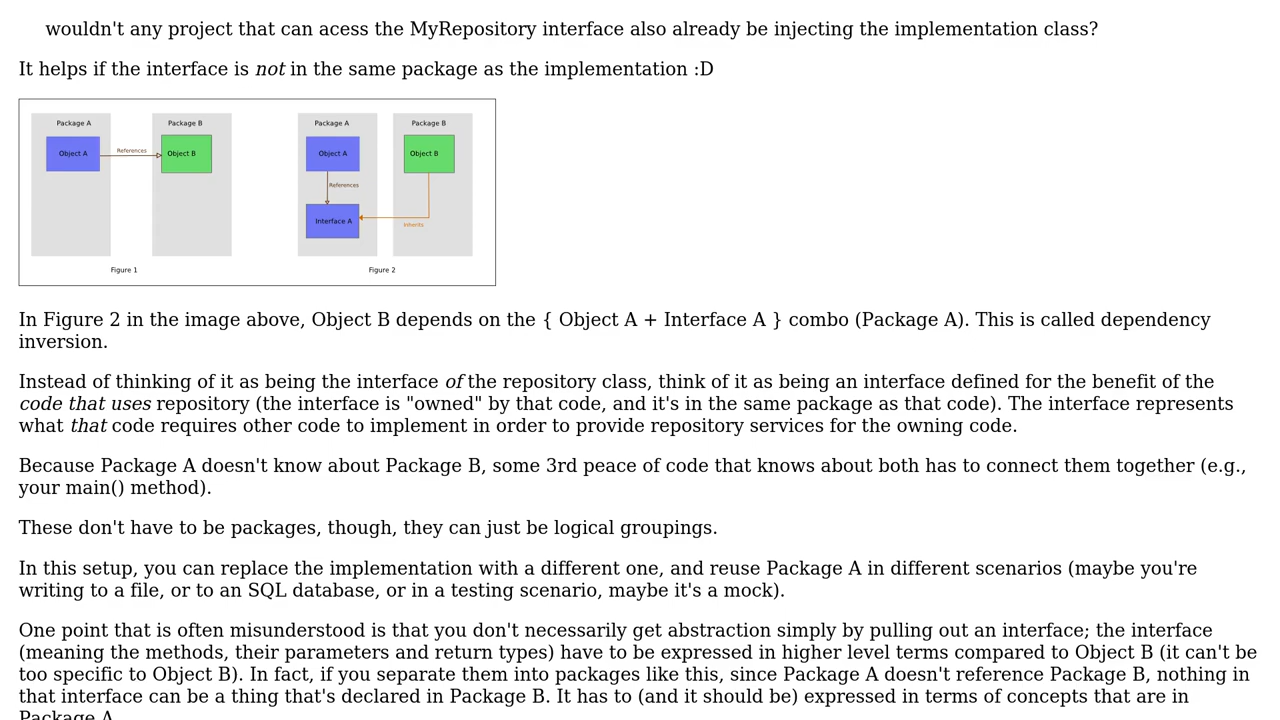 wouldn't any project that can acess the MyRepository interface also already be injecting the implementation class?
It helps if the interface is not in the same package as the implementation :D
Package A
Package B
Object A
References
Object B
Figure 1
Package A
Package B
Object A
Object B
References
Interface A
Inherits
Figure 2
In Figure 2 in the image above, Object B depends on the { Object A + Interface A } combo (Package A). This is called dependency
inversion.
Instead of thinking of it as being the interface of the repository class, think of it as being an interface defined for the benefit of the
code that uses repository (the interface is "owned" by that code, and it's in the same package as that code). The interface represents
what that code requires other code to implement in order to provide repository services for the owning code.
Because Package A doesn't know about Package B, some 3rd peace of code that knows about both has to connect them together (e.g.,
your main() method).
These don't have to be packages, though, they can just be logical groupings.
In this setup, you can replace the implementation with a different one, and reuse Package A in different scenarios (maybe you're
writing to a file, or to an SQL database, or in a testing scenario, maybe it's a mock).
One point that is often misunderstood is that you don't necessarily get abstraction simply by pulling out an interface; the interface
(meaning the methods, their parameters and return types) have to be expressed in higher level terms compared to Object B (it can't be
too specific to Object B). In fact, if you separate them into packages like this, since Package A doesn't reference Package B, nothing in
that interface can be a thing that's declared in Package B. It has to (and it should be) expressed in terms of concepts that are in
Package A